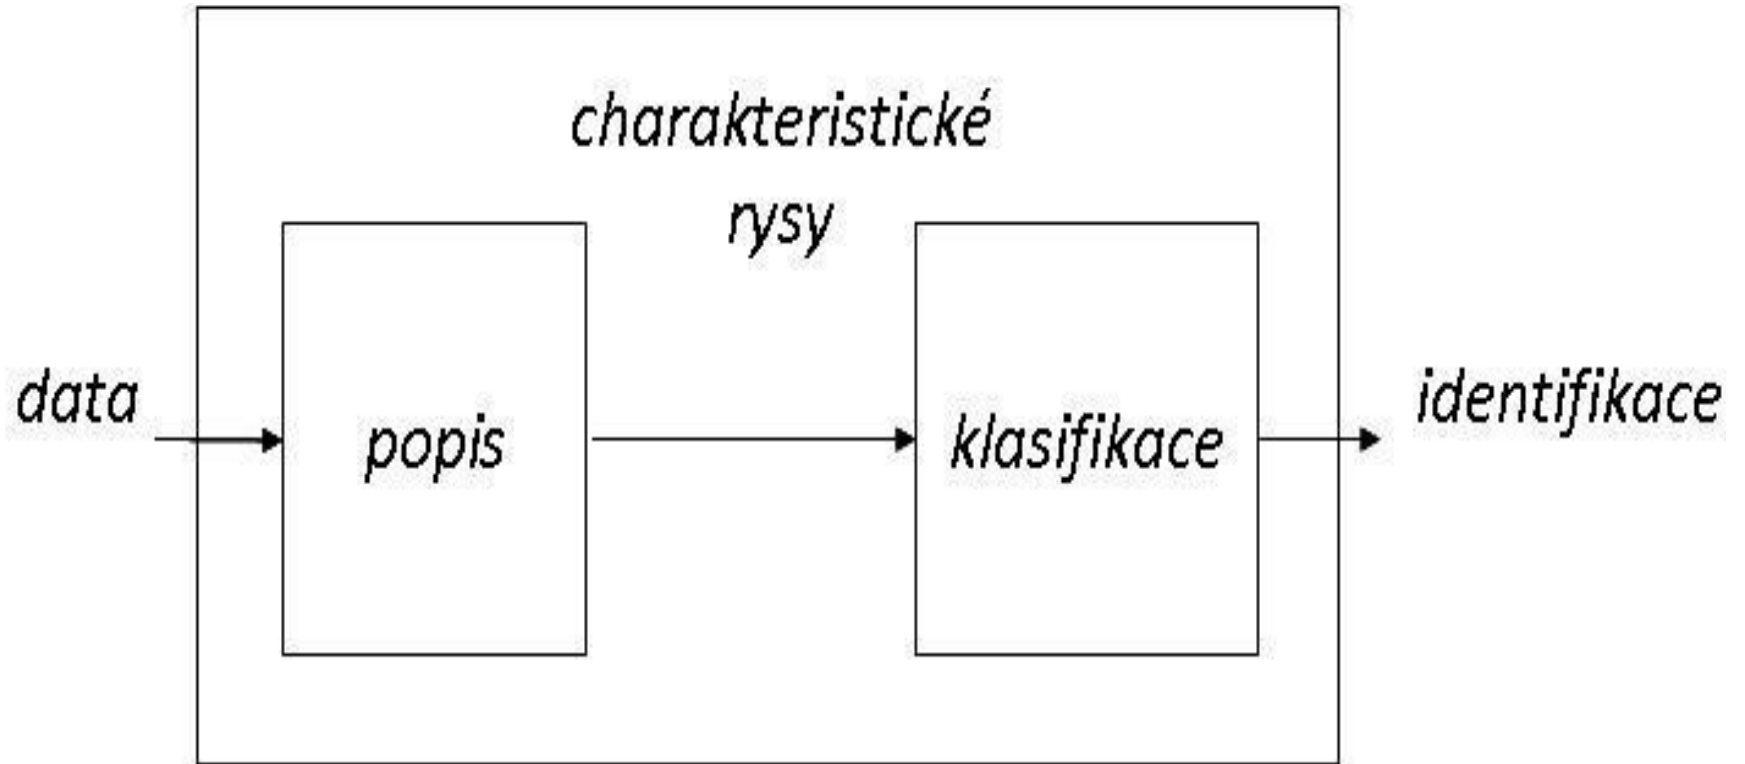 charakteristické
rysy
data
popis
klasifikace
identifikace